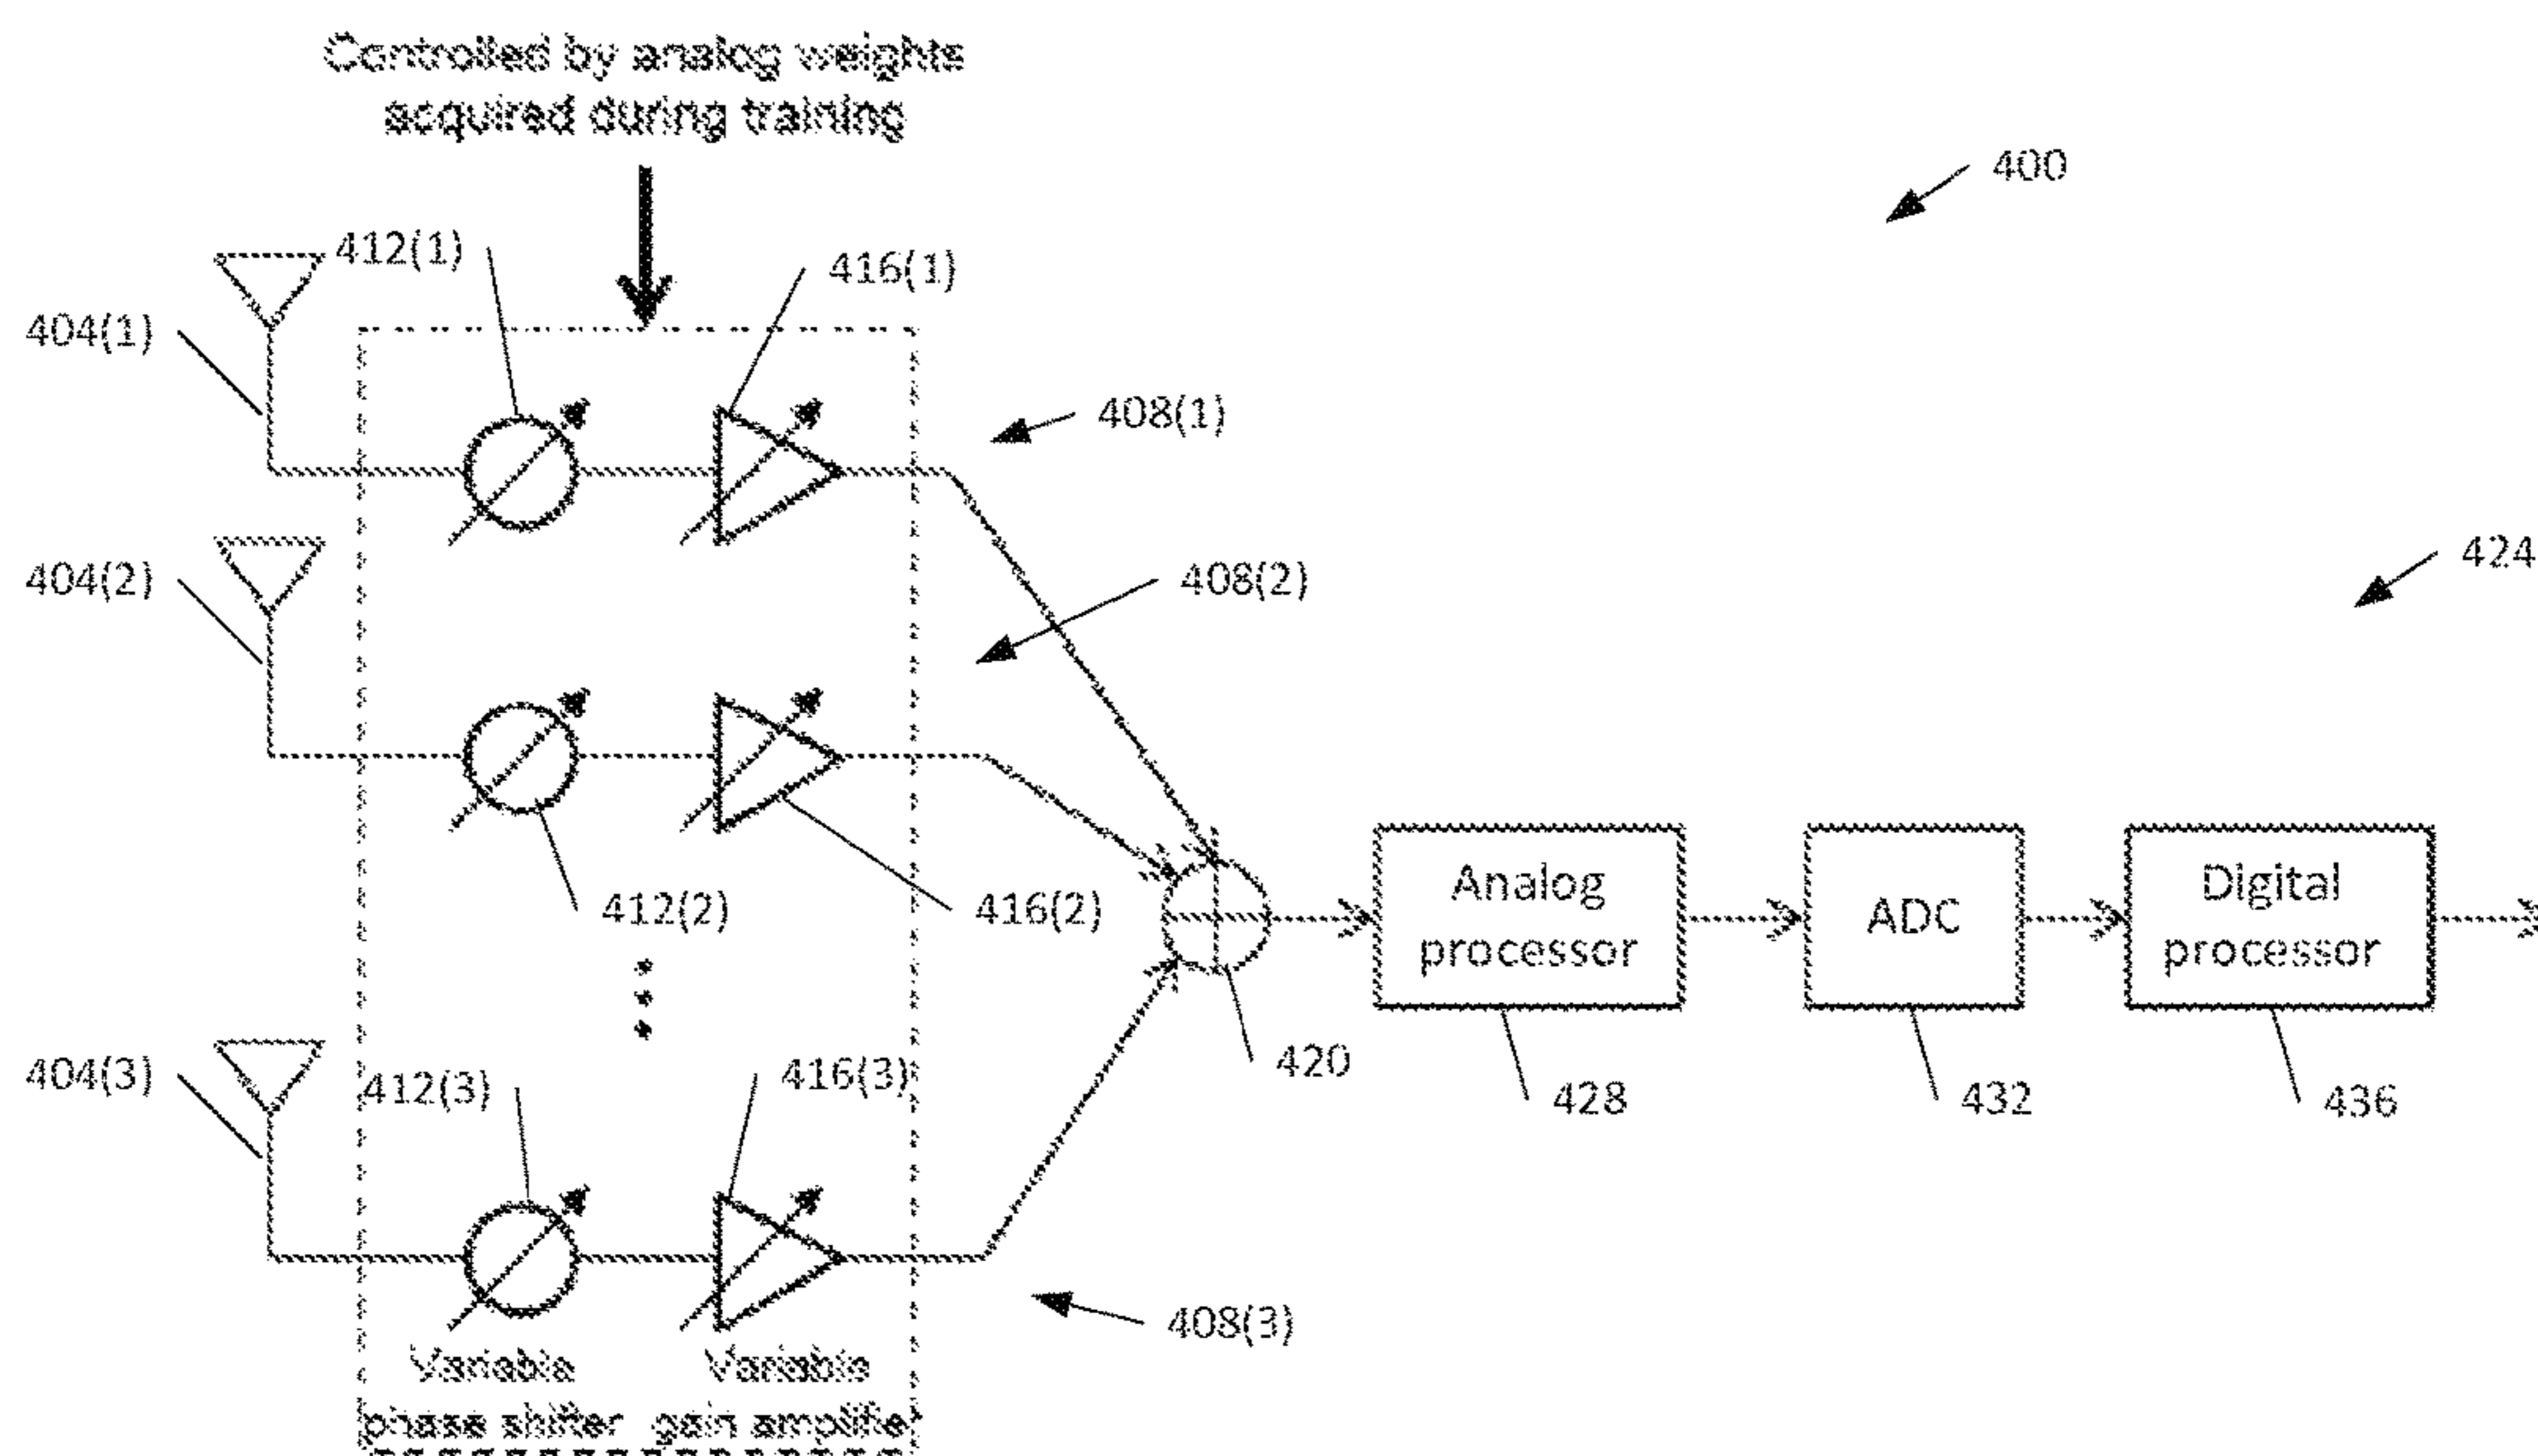 Controlled by analog weights
acquired during training
400
412(1)
416(1)
404(1)
408(1)
424
404(2)
408(2)
412(2)
416(2)
Analog
processor
ADC
Digital
processor
420
404(3)
412(3)
416(3)
428
432
436
408(3)
Variable
phase shifter
Variable
gain amplifier